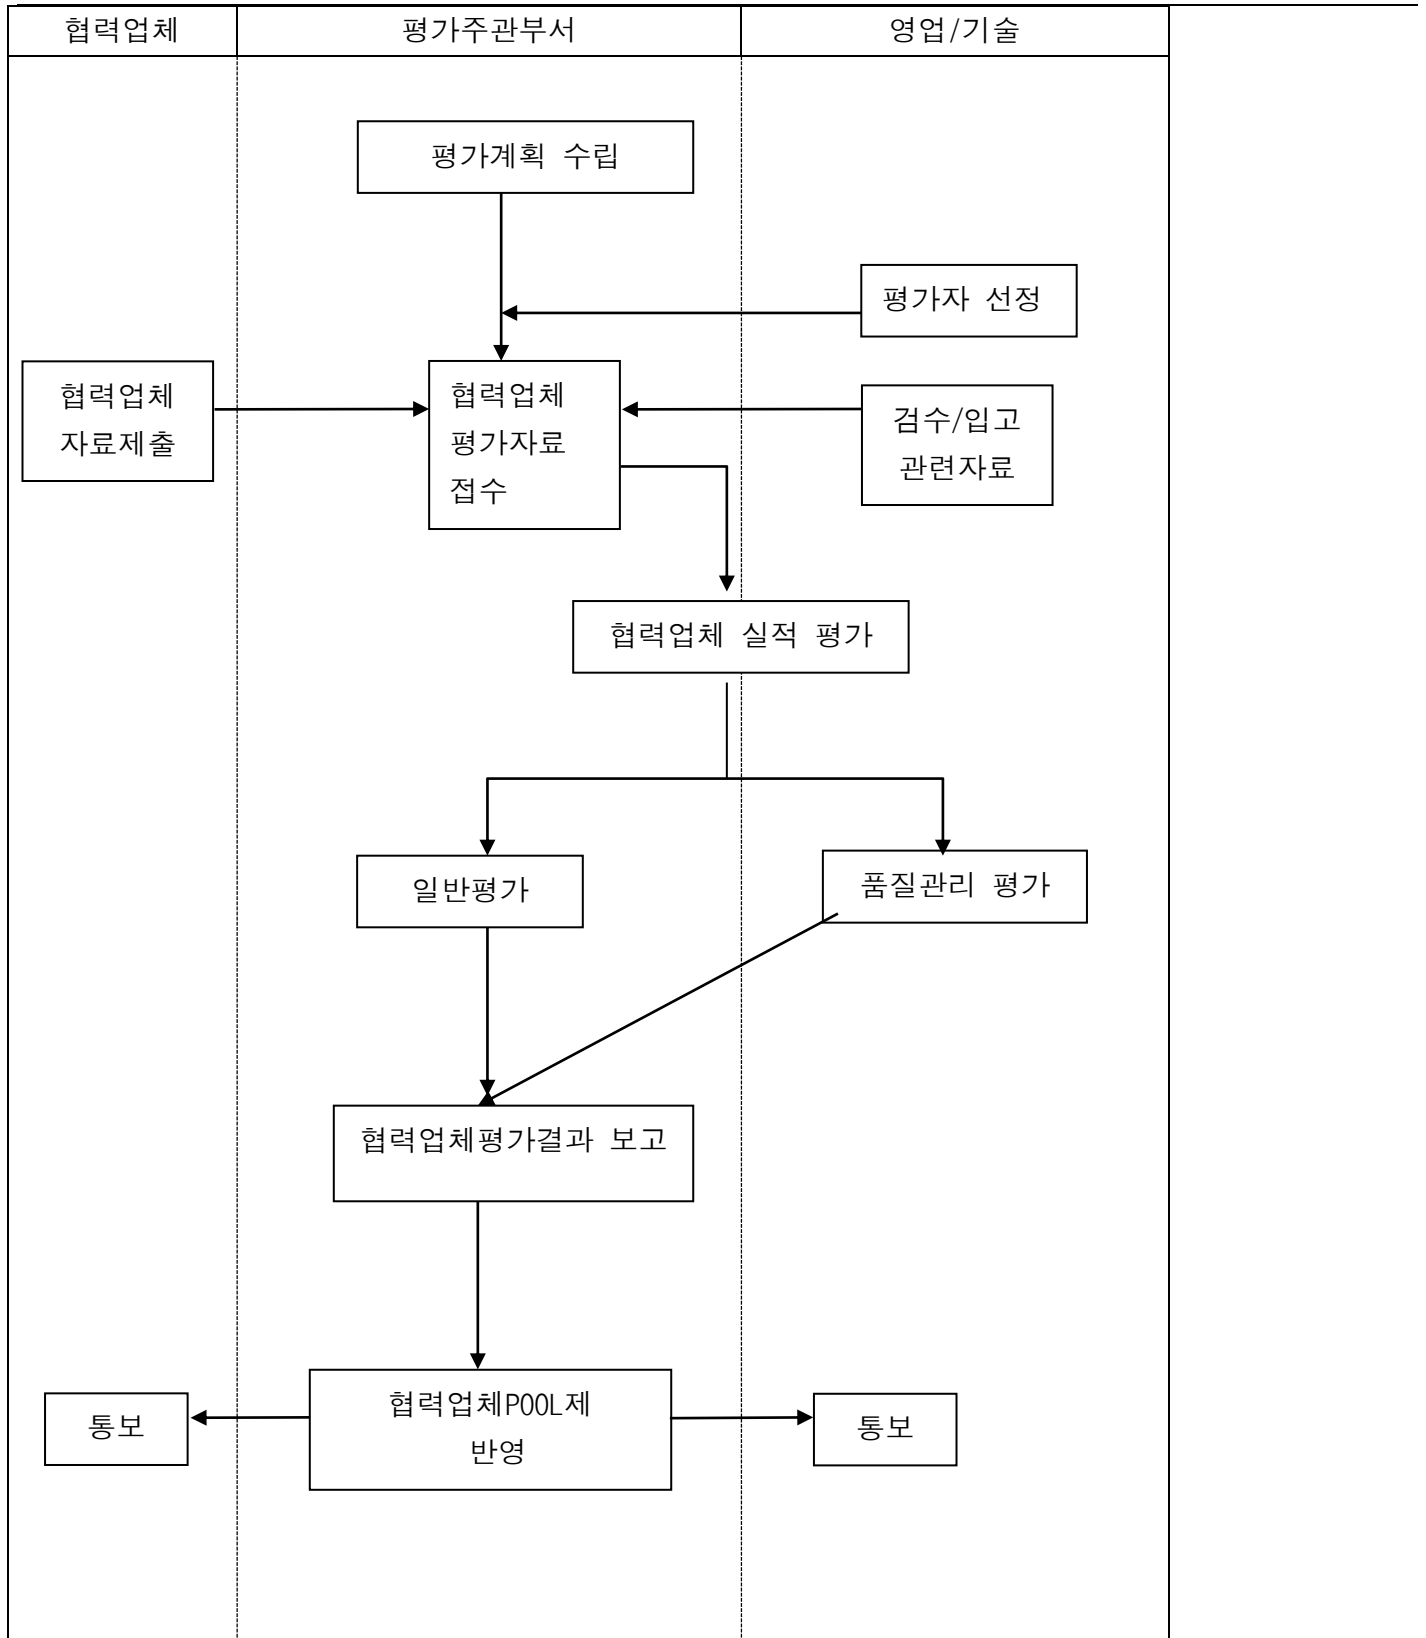 협력업체
평가주관부서
영업/기술
평가계획 수립
평가자 선정
협력업체
자료제출
협력업체
평가자료
접수
검수/입고
관련자료
협력업체 실적 평가
일반평가
품질관리 평가
협력업체평가결과 보고
통보
협력업체POOL제
반영
통보